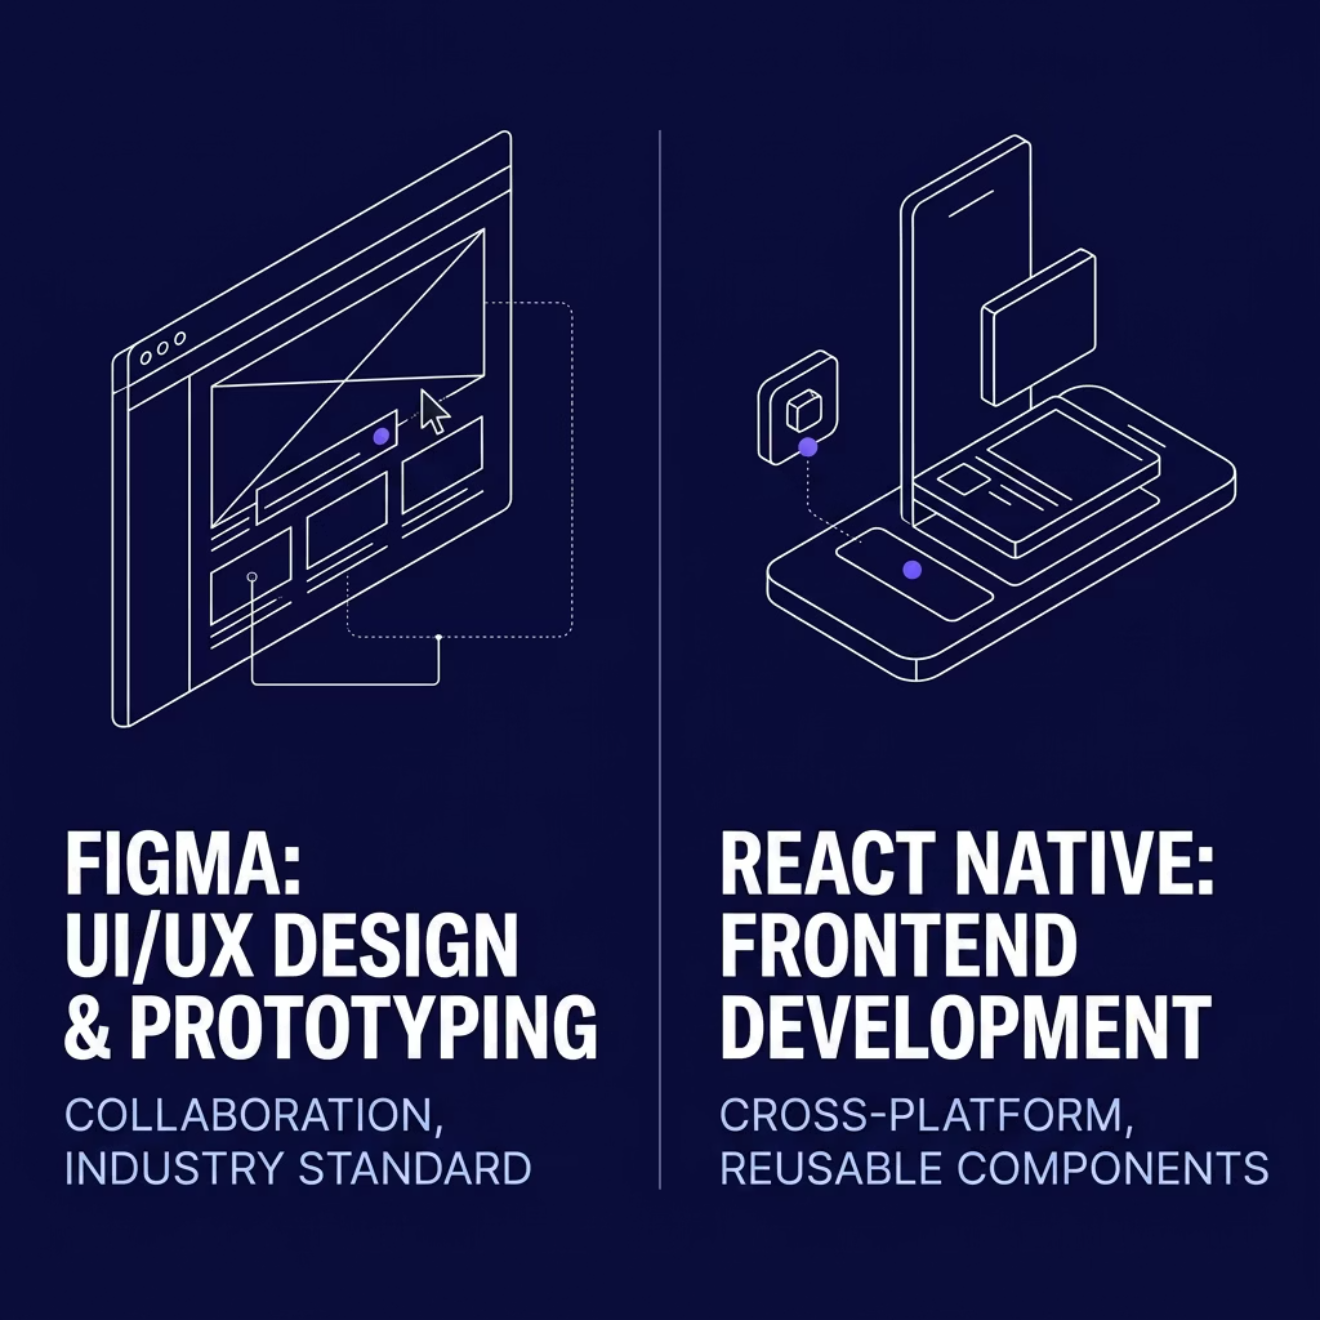 FIGMA:
UI/UX DESIGN
& PROTOTYPING
COLLABORATION,
INDUSTRY STANDARD
REACT NATIVE:
FRONTEND
DEVELOPMENT
CROSS-PLATFORM,
REUSABLE COMPONENTS